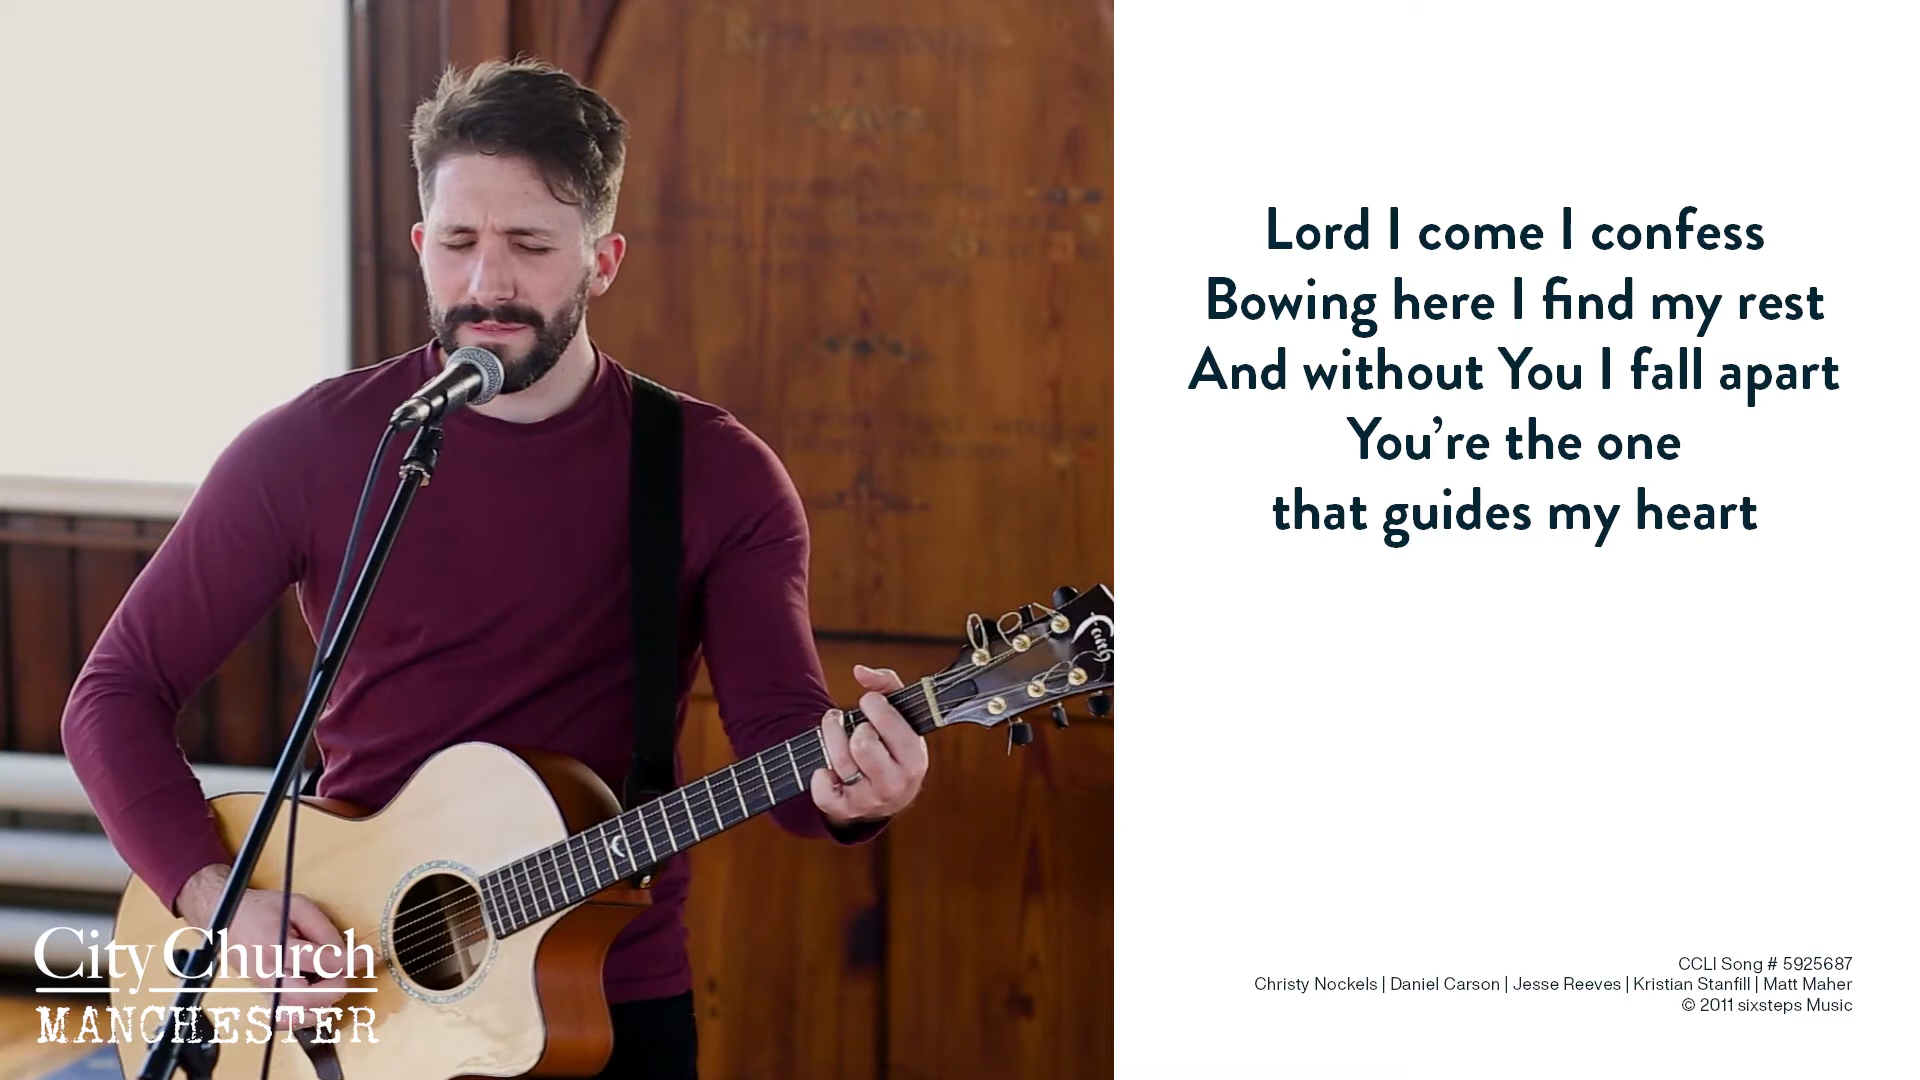 Lord I come I confess
Bowing here I find my rest
And without You I fall apart
You’re the one
that guides my heart
Faith
City Church
MANCHESTER
CCLI Song # 5925687
Christy Nockels | Daniel Carson | Jesse Reeves | Kristian Stanfill | Matt Maher
© 2011 sixsteps Music